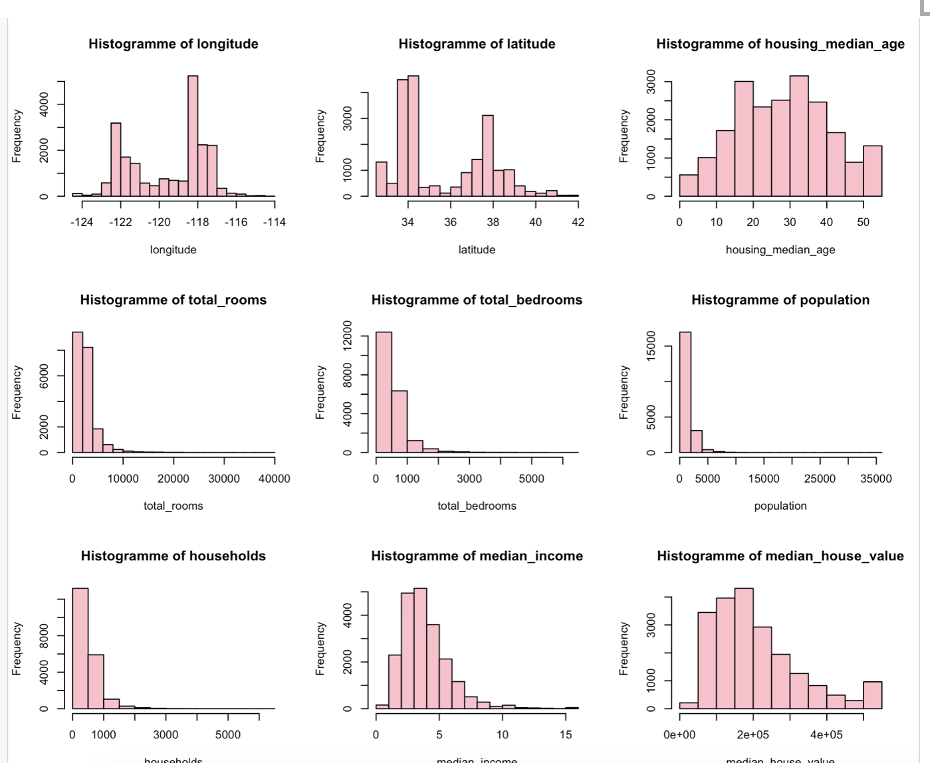 Histogramme of longitude
Frequency
0 2000 4000
-124 -122 -120 -118 -116 -114
longitude
Histogramme of latitude
Frequency
0 1000 3000
34 36 38 40 42
latitude
Histogramme of housing_median_age
Frequency
0 1000 2000 3000
0 10 20 30 40 50
housing_median_age
Histogramme of total_rooms
Frequency
0 2000 6000
0 10000 20000 30000 40000
total_rooms
Histogramme of total_bedrooms
Frequency
0 4000 8000 12000
0 1000 3000 5000
total_bedrooms
Histogramme of population
Frequency
0 5000 15000
0 5000 15000 25000 35000
population
Histogramme of households
Frequency
0 4000 8000
0 1000 3000 5000
households
Histogramme of median_income
Frequency
0 2000 4000
0 5 10 15
median_income
Histogramme of median_house_value
Frequency
0 1000 3000
0e+00 2e+05 4e+05
median_house_value